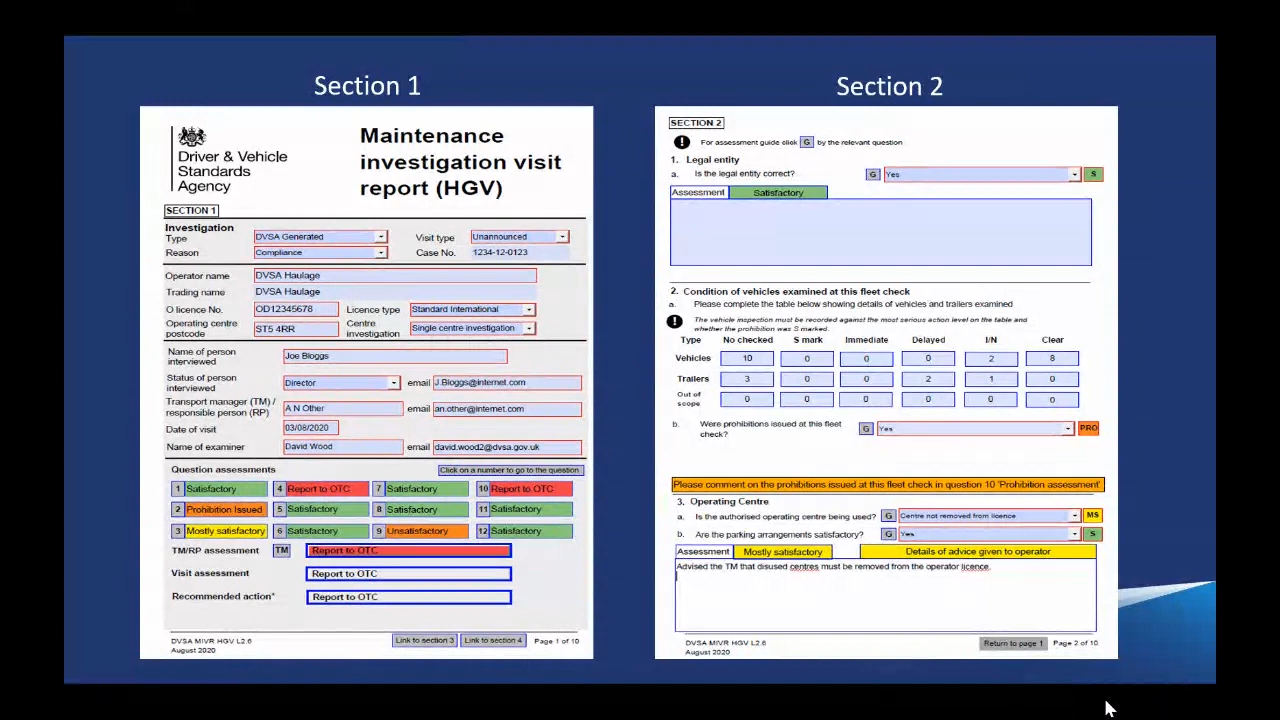 Section 1
Driver & Vehicle
Standards
Agency
Maintenance
investigation visit
report (HGV)
SECTION 1
Investigation
Type DVSA Generated Visit type Unannounced
Reason Compliance Case No. 1234-12-0123
Operator name DVSA Haulage
Trading name DVSA Haulage
O licence No. OD12345678 Licence type Standard International
Operating centre postcode ST5 4RR Centre investigation Single centre investigation
Name of person interviewed Joe Bloggs
Status of person interviewed Director email J.Bloggs@internet.com
Transport manager (TM) / responsible person (RP) A N Other email an.other@internet.com
Date of visit 03/08/2020
Name of examiner David Wood email david.wood2@dvsa.gov.uk
Question assessments Click on a number to go to the question
1 Satisfactory 4 Report to OTC 7 Satisfactory 10 Report to OTC
2 Prohibition Issued 5 Satisfactory 8 Satisfactory 11 Satisfactory
3 Mostly satisfactory 6 Satisfactory 9 Unsatisfactory 12 Satisfactory
TM/RP assessment TM Report to OTC
Visit assessment Report to OTC
Recommended action* Report to OTC
DVSA MIVR HGV L2.6 Link to section 3 Link to section 4 Page 1 of 10
August 2020
Section 2
SECTION 2
! For assessment guide click G by the relevant question
1. Legal entity
a. Is the legal entity correct? G Yes S
Assessment Satisfactory
2. Condition of vehicles examined at this fleet check
a. Please complete the table below showing details of vehicles and trailers examined
! The vehicle inspection must be recorded against the most serious action level on the table and
whether the prohibition was S marked.
Type No checked S mark Immediate Delayed I/N Clear
Vehicles 10 0 0 0 2 8
Trailers 3 0 0 2 1 0
Out of scope 0 0 0 0 0 0
b. Were prohibitions issued at this fleet check? G Yes PRO
Please comment on the prohibitions issued at this fleet check in question 10 'Prohibition assessment'.
3. Operating Centre
a. Is the authorised operating centre being used? G Centre not removed from licence MS
b. Are the parking arrangements satisfactory? G Yes S
Assessment Mostly satisfactory Details of advice given to operator
Advised the TM that disused centres must be removed from the operator licence.
DVSA MIVR HGV L2.6 Return to page 1 Page 2 of 10
August 2020